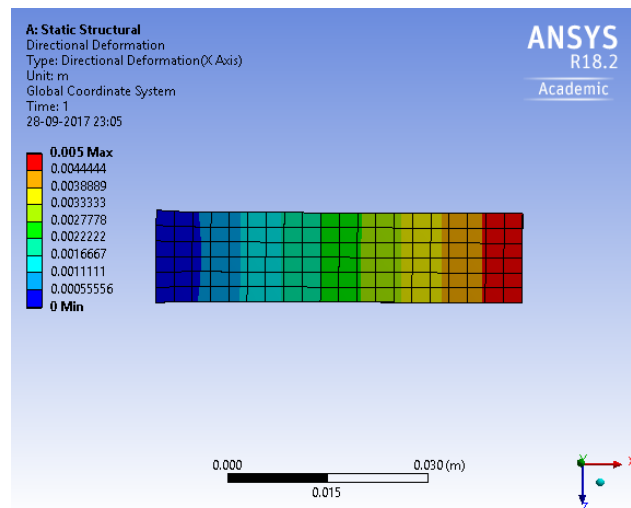 A: Static Structural
Directional Deformation
Type: Directional Deformation(X Axis)
Unit: m
Global Coordinate System
Time: 1
28-09-2017 23:05
ANSYS
R18.2
Academic
0.005 Max
0.0044444
0.0038889
0.0033333
0.0027778
0.0022222
0.0016667
0.0011111
0.00055556
0 Min
0.000
0.030 (m)
0.015
Y
X
Z